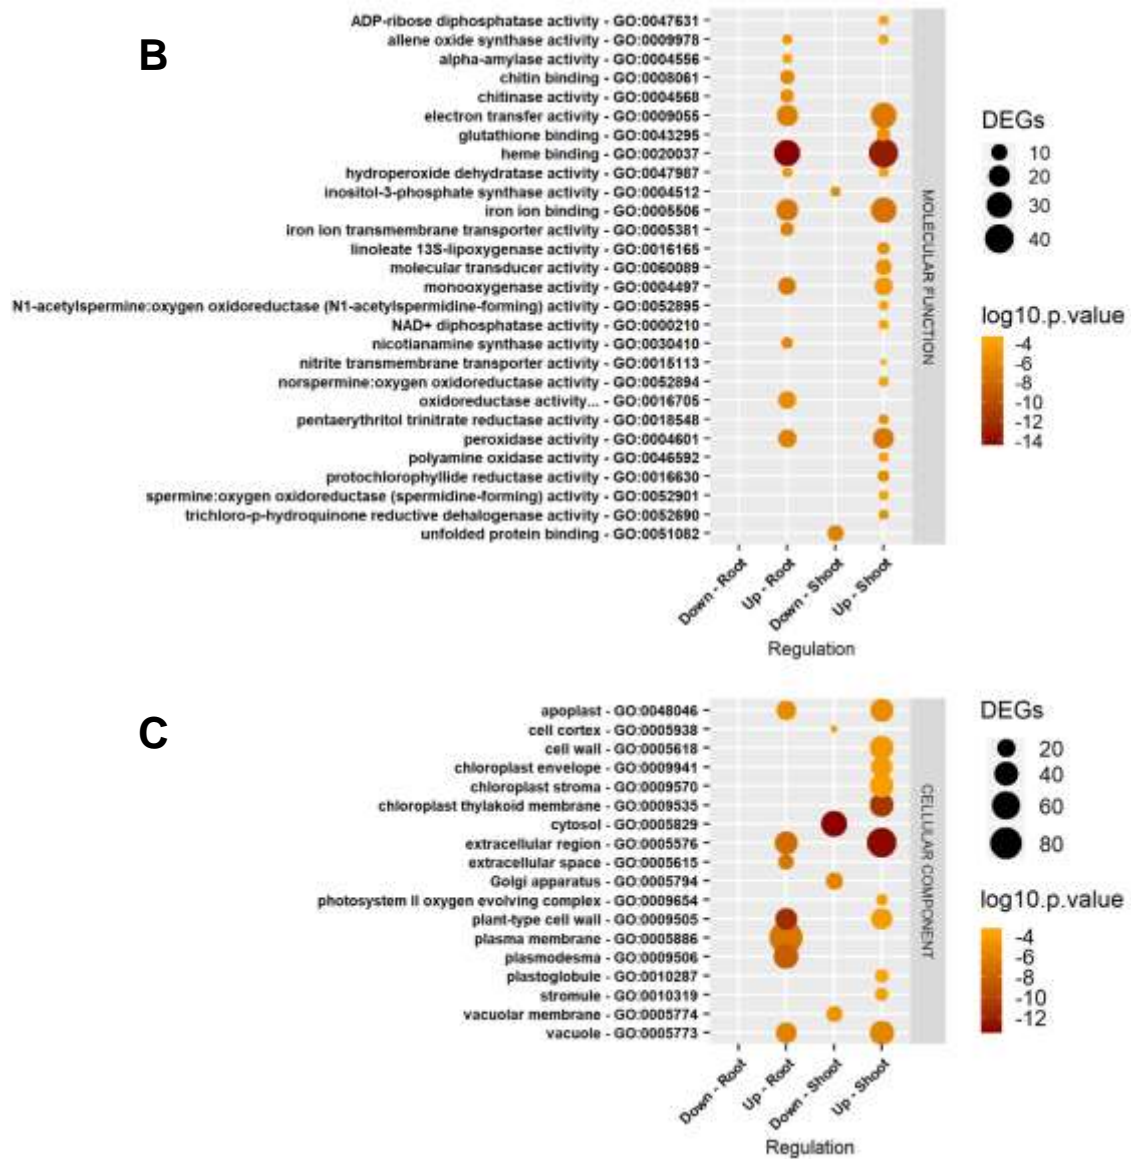 B
ADP-ribose diphosphatase activity - GO:0047631
allene oxide synthase activity - GO:0009978
alpha-amylase activity - GO:0004556
chitin binding - GO:0008061
chitinase activity - GO:0004568
electron transfer activity - GO:0009055
glutathione binding - GO:0043295
heme binding - GO:0020037
hydroperoxide dehydratase activity - GO:0047987
inositol-3-phosphate synthase activity - GO:0004512
iron ion binding - GO:0005506
iron ion transmembrane transporter activity - GO:0005381
linoleate 13S-lipoxygenase activity - GO:0016165
molecular transducer activity - GO:0060089
monooxygenase activity - GO:0004497
N1-acetylspermine:oxygen oxidoreductase (N1-acetylspermidine-forming) activity - GO:0052895
NAD+ diphosphatase activity - GO:0000210
nicotianamine synthase activity - GO:0030410
nitrite transmembrane transporter activity - GO:0015113
norspermine:oxygen oxidoreductase activity - GO:0052894
oxidoreductase activity... - GO:0016705
pentaerythritol trinitrate reductase activity - GO:0018548
peroxidase activity - GO:0004601
polyamine oxidase activity - GO:0046592
protochlorophyllide reductase activity - GO:0016630
spermine:oxygen oxidoreductase (spermidine-forming) activity - GO:0052901
trichloro-p-hydroquinone reductive dehalogenase activity - GO:0052690
unfolded protein binding - GO:0051082
MOLECULAR FUNCTION
Down - Root
Up - Root
Down - Shoot
Up - Shoot
Regulation
DEGs
10
20
30
40
log10.p.value
-4
-6
-8
-10
-12
-14
C
apoplast - GO:0048046
cell cortex - GO:0005938
cell wall - GO:0005618
chloroplast envelope - GO:0009941
chloroplast stroma - GO:0009570
chloroplast thylakoid membrane - GO:0009535
cytosol - GO:0005829
extracellular region - GO:0005576
extracellular space - GO:0005615
Golgi apparatus - GO:0005794
photosystem II oxygen evolving complex - GO:0009654
plant-type cell wall - GO:0009505
plasma membrane - GO:0005886
plasmodesma - GO:0009506
plastoglobule - GO:0010287
stromule - GO:0010319
vacuolar membrane - GO:0005774
vacuole - GO:0005773
CELLULAR COMPONENT
Down - Root
Up - Root
Down - Shoot
Up - Shoot
Regulation
DEGs
20
40
60
80
log10.p.value
-4
-6
-8
-10
-12